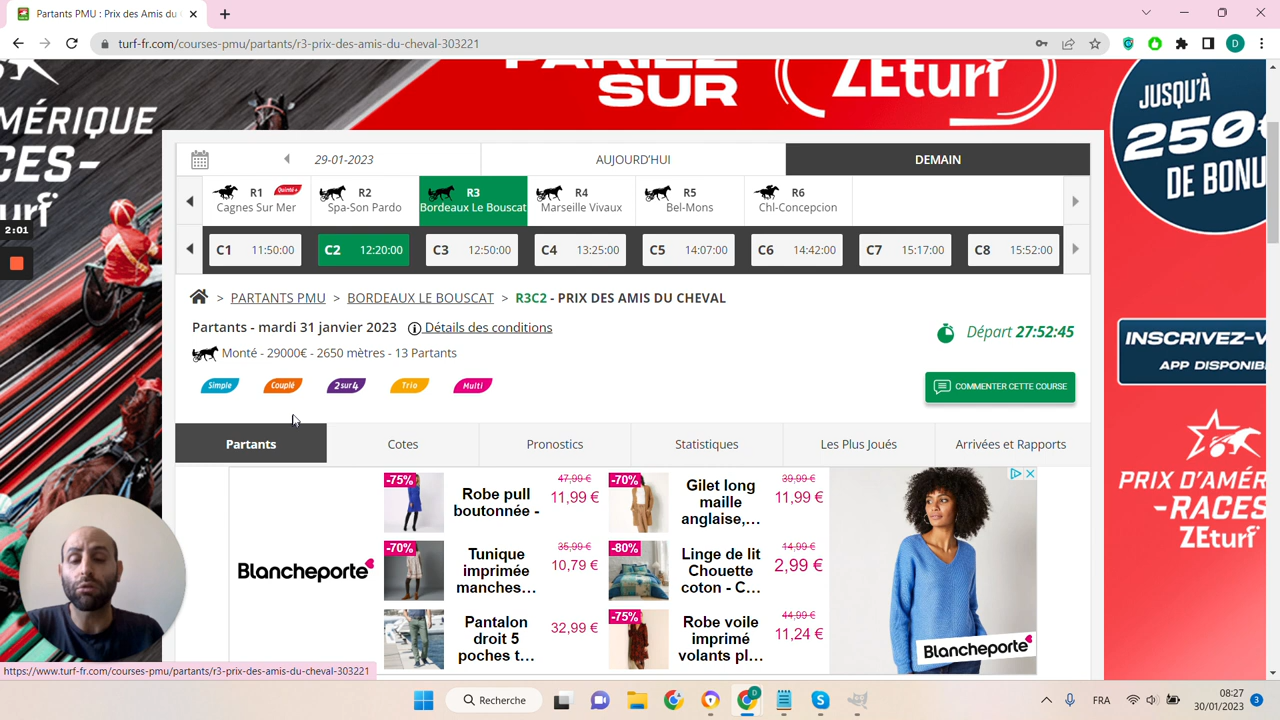 Partants PMU : Prix des Amis du
turf-fr.com/courses-pmu/partants/r3-prix-des-amis-du-cheval-303221
D
PARIEZ
SUR
ZEturf
MÉRIQUE
CES-
urf
JUSQU'À
250€
DE BONU
29-01-2023
AUJOURD'HUI
DEMAIN
R1
Quinté+
Cagnes Sur Mer
R2
Spa-Son Pardo
R3
Bordeaux Le Bouscat
R4
Marseille Vivaux
R5
Bel-Mons
R6
Chl-Concepcion
2:01
C1 11:50:00
C2 12:20:00
C3 12:50:00
C4 13:25:00
C5 14:07:00
C6 14:42:00
C7 15:17:00
C8 15:52:00
> PARTANTS PMU > BORDEAUX LE BOUSCAT > R3C2 - PRIX DES AMIS DU CHEVAL
Partants - mardi 31 janvier 2023 Détails des conditions
Départ 27:52:45
Monté - 29000€ - 2650 mètres - 13 Partants
Simple
Couplé
2sur4
Trio
Multi
COMMENTER CETTE COURSE
INSCRIVEZ-V
APP DISPONIB
Partants
Cotes
Pronostics
Statistiques
Les Plus Joués
Arrivées et Rapports
PRIX D'AMÉR
-RACES-
ZEturf
Blancheporte
-75%
Robe pull
boutonnée -
47,99 €
11,99 €
-70%
Gilet long
maille
anglaise,...
39,99 €
11,99 €
-70%
Tunique
imprimée
manches...
35,99 €
10,79 €
-80%
Linge de lit
Chouette
coton - C...
14,99 €
2,99 €
Pantalon
droit 5
poches t...
32,99 €
-75%
Robe voile
imprimé
volants pl...
44,99 €
11,24 €
Blancheporte
https://www.turf-fr.com/courses-pmu/partants/r3-prix-des-amis-du-cheval-303221
Recherche
D
FRA
08:27
30/01/2023
3